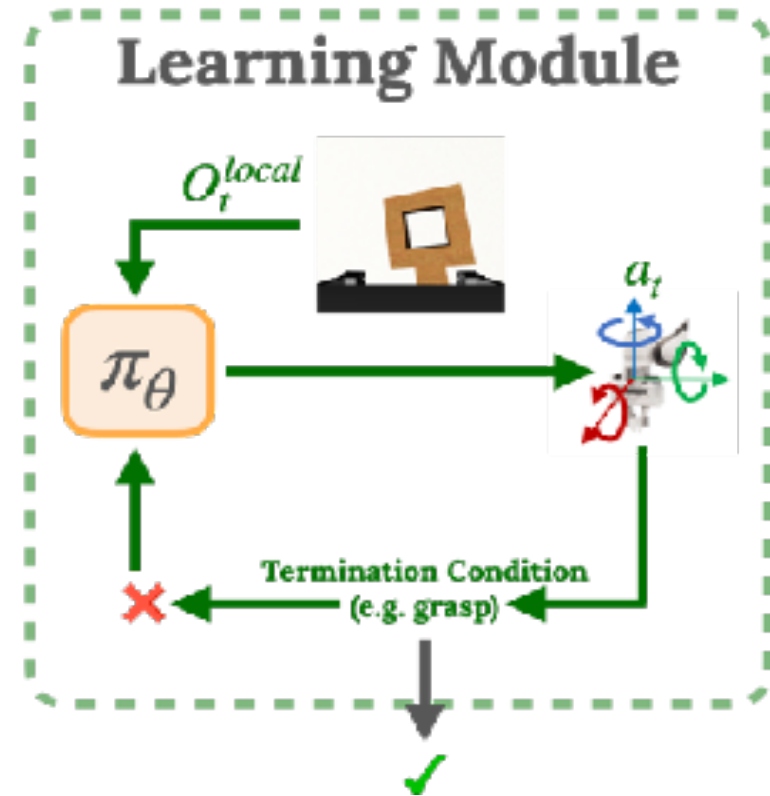 Learning Module
O_t^{local}
a_t
π_θ
Termination Condition
(e.g. grasp)